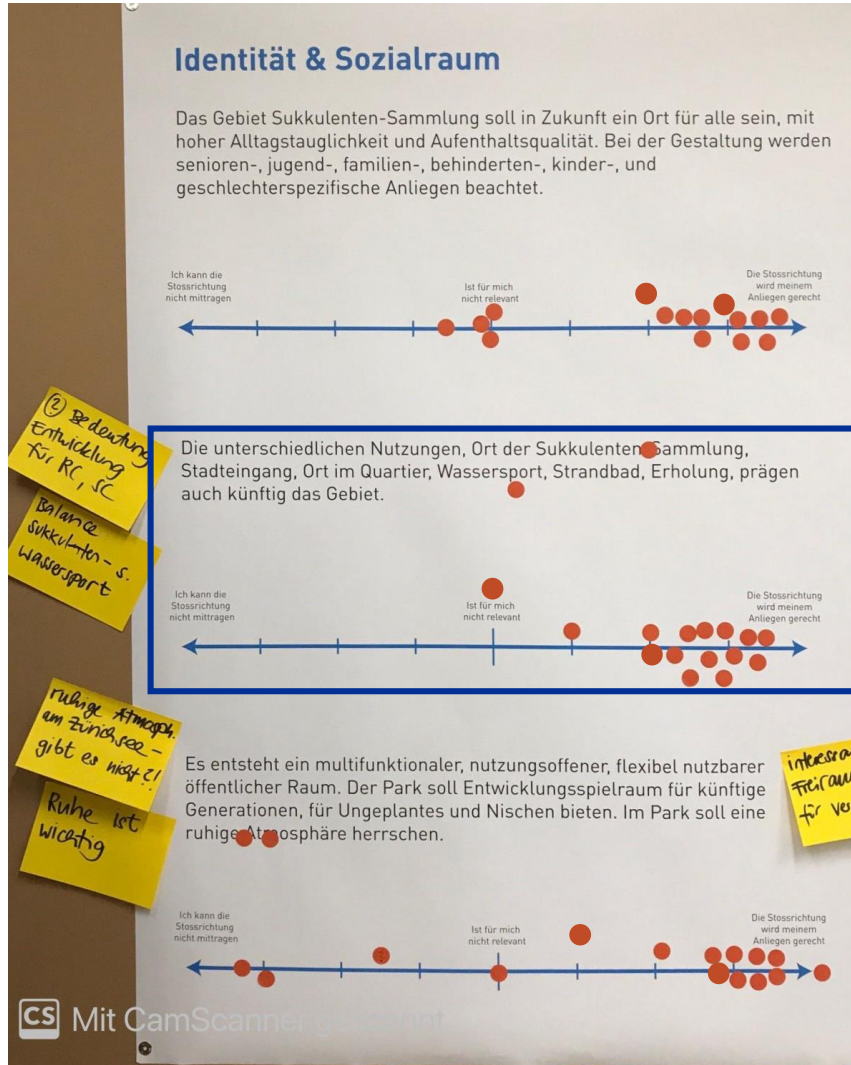 Identität & Sozialraum
Das Gebiet Sukkulenten-Sammlung soll in Zukunft ein Ort für alle sein, mit
hoher Alltagstauglichkeit und Aufenthaltsqualität. Bei der Gestaltung werden
senioren-, jugend-, familien-, behinderten-, kinder-, und
geschlechterspezifische Anliegen beachtet.
Ich kann die
Stossrichtung
nicht mittragen
Ist für mich
nicht relevant
Die Stossrichtung
wird meinem
Anliegen gerecht
② Bedeutung
Entwicklung
für RC, SC
Balance
Sukkulenten- s.
Wassersport
Die unterschiedlichen Nutzungen, Ort der Sukkulenten-Sammlung,
Stadteingang, Ort im Quartier, Wassersport, Strandbad, Erholung, prägen
auch künftig das Gebiet.
Ich kann die
Stossrichtung
nicht mittragen
Ist für mich
nicht relevant
Die Stossrichtung
wird meinem
Anliegen gerecht
ruhige Atmosph.
am Zürichsee –
gibt es nicht?!
Ruhe ist
wichtig
Es entsteht ein multifunktionaler, nutzungsoffener, flexibel nutzbarer
öffentlicher Raum. Der Park soll Entwicklungsspielraum für künftige
Generationen, für Ungeplantes und Nischen bieten. Im Park soll eine
ruhige Atmosphäre herrschen.
Freirau
für
Ich kann die
Stossrichtung
nicht mittragen
Ist für mich
nicht relevant
Die Stossrichtung
wird meinem
Anliegen gerecht
CS Mit CamScanner gescannt